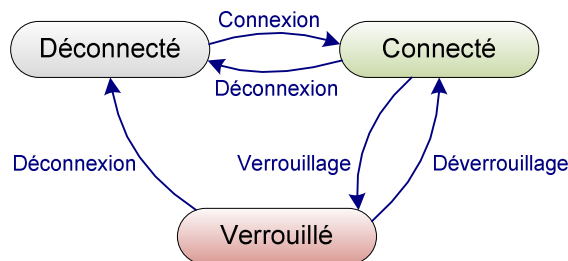 Connexion
Déconnecté
Connecté
Déconnexion
Déconnexion
Verrouillage
Déverrouillage
Verrouillé